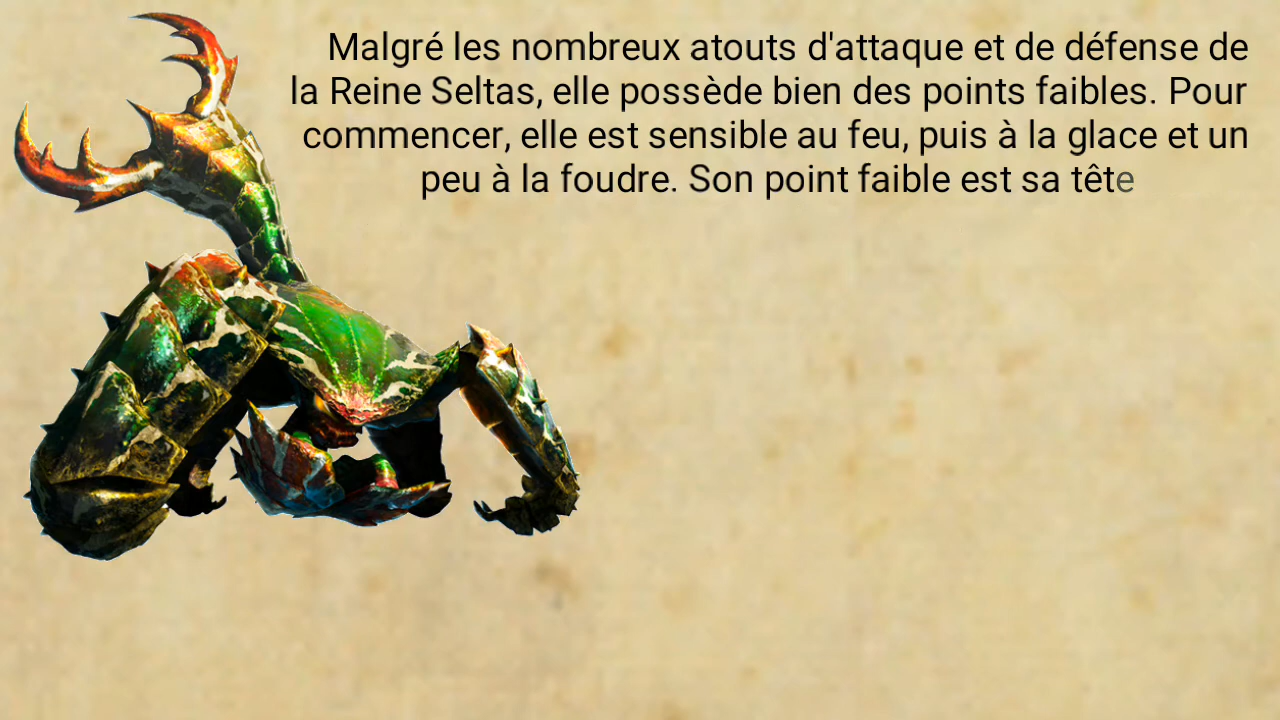 Malgré les nombreux atouts d'attaque et de défense de
la Reine Seltas, elle possède bien des points faibles. Pour
commencer, elle est sensible au feu, puis à la glace et un
peu à la foudre. Son point faible est sa tête